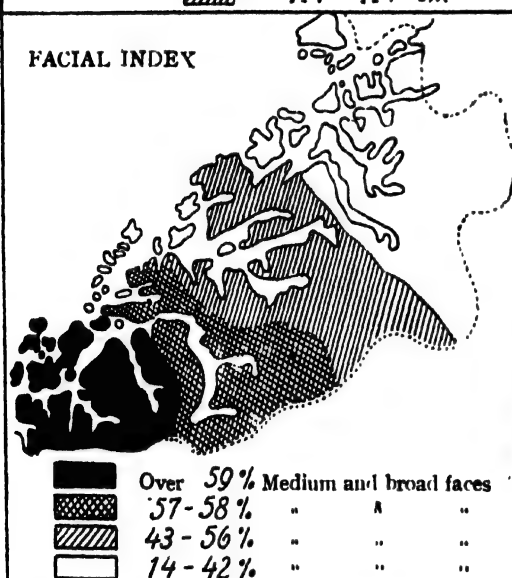 FACIAL INDEX
Over 59% Medium and broad faces
57-58% " " "
43-56% " " "
14-42% " " "